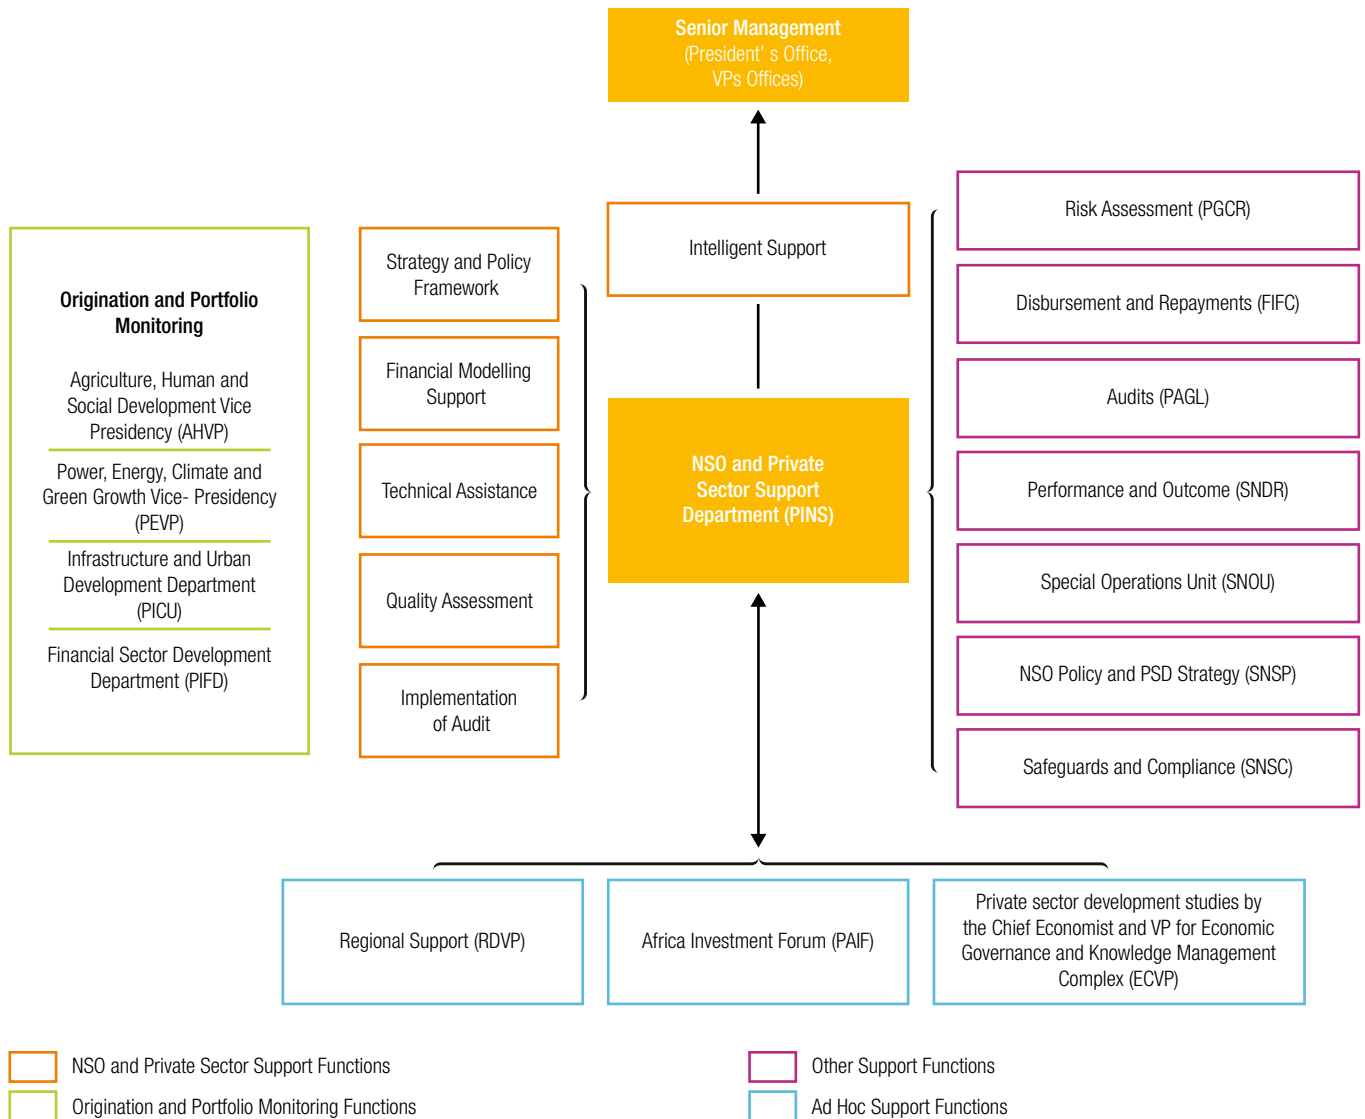 Senior Management
(President' s Office,
VPs Offices)
Intelligent Support
NSO and Private
Sector Support
Department (PINS)
Origination and Portfolio
Monitoring
Agriculture, Human and
Social Development Vice
Presidency (AHVP)
Power, Energy, Climate and
Green Growth Vice- Presidency
(PEVP)
Infrastructure and Urban
Development Department
(PICU)
Financial Sector Development
Department (PIFD)
Strategy and Policy
Framework
Financial Modelling
Support
Technical Assistance
Quality Assessment
Implementation
of Audit
Risk Assessment (PGCR)
Disbursement and Repayments (FIFC)
Audits (PAGL)
Performance and Outcome (SNDR)
Special Operations Unit (SNOU)
NSO Policy and PSD Strategy (SNSP)
Safeguards and Compliance (SNSC)
Regional Support (RDVP)
Africa Investment Forum (PAIF)
Private sector development studies by
the Chief Economist and VP for Economic
Governance and Knowledge Management
Complex (ECVP)
NSO and Private Sector Support Functions
Origination and Portfolio Monitoring Functions
Other Support Functions
Ad Hoc Support Functions